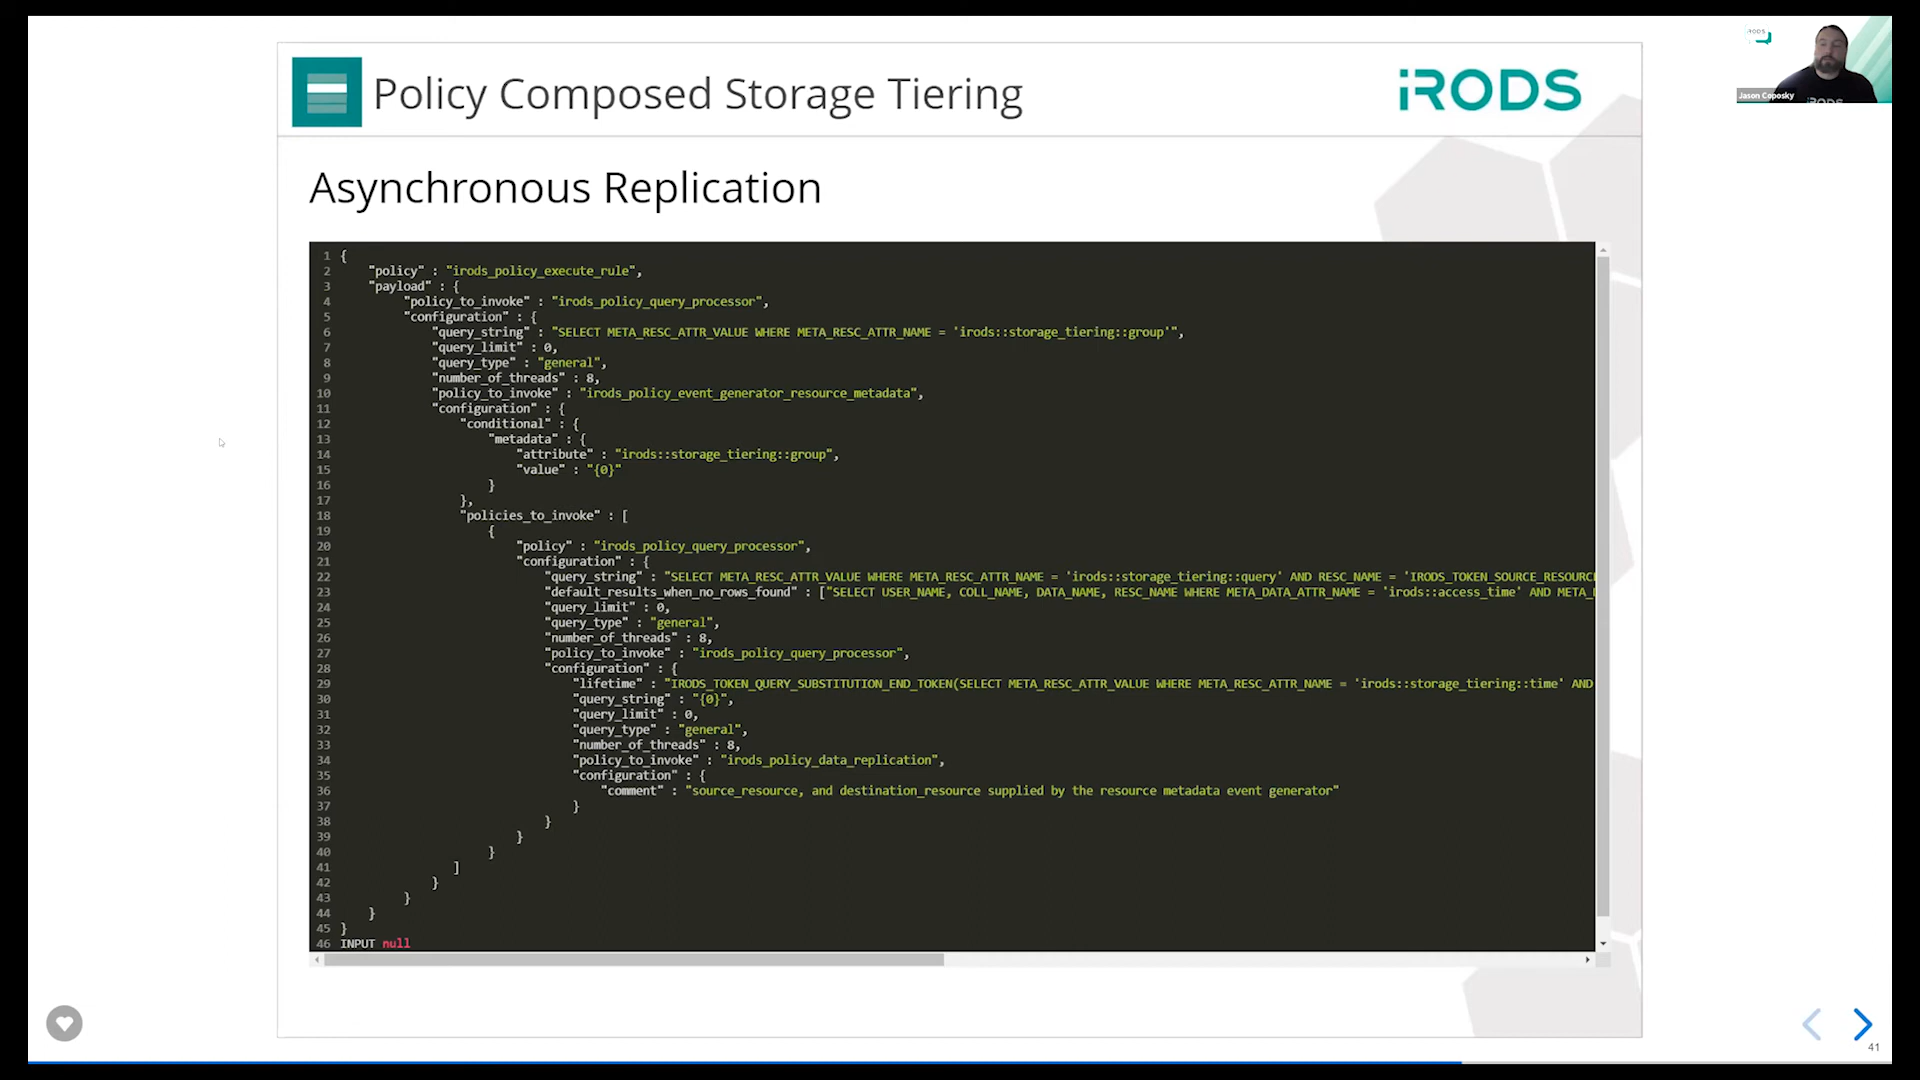 Policy Composed Storage Tiering
iRODS
iRODS
Jason Coposky
iRODS
Asynchronous Replication
1 {
2 "policy" : "irods_policy_execute_rule",
3 "payload" : {
4 "policy_to_invoke" : "irods_policy_query_processor",
5 "configuration" : {
6 "query_string" : "SELECT META_RESC_ATTR_VALUE WHERE META_RESC_ATTR_NAME = 'irods::storage_tiering::group'",
7 "query_limit" : 0,
8 "query_type" : "general",
9 "number_of_threads" : 8,
10 "policy_to_invoke" : "irods_policy_event_generator_resource_metadata",
11 "configuration" : {
12 "conditional" : {
13 "metadata" : {
14 "attribute" : "irods::storage_tiering::group",
15 "value" : "{0}"
16 }
17 },
18 "policies_to_invoke" : [
19 {
20 "policy" : "irods_policy_query_processor",
21 "configuration" : {
22 "query_string" : "SELECT META_RESC_ATTR_VALUE WHERE META_RESC_ATTR_NAME = 'irods::storage_tiering::query' AND RESC_NAME = 'IRODS_TOKEN_SOURCE_RESOURC
23 "default_results_when_no_rows_found" : ["SELECT USER_NAME, COLL_NAME, DATA_NAME, RESC_NAME WHERE META_DATA_ATTR_NAME = 'irods::access_time' AND META_
24 "query_limit" : 0,
25 "query_type" : "general",
26 "number_of_threads" : 8,
27 "policy_to_invoke" : "irods_policy_query_processor",
28 "configuration" : {
29 "lifetime" : "IRODS_TOKEN_QUERY_SUBSTITUTION_END_TOKEN(SELECT META_RESC_ATTR_VALUE WHERE META_RESC_ATTR_NAME = 'irods::storage_tiering::time' AND
30 "query_string" : "{0}",
31 "query_limit" : 0,
32 "query_type" : "general",
33 "number_of_threads" : 8,
34 "policy_to_invoke" : "irods_policy_data_replication",
35 "configuration" : {
36 "comment" : "source_resource, and destination_resource supplied by the resource metadata event generator"
37 }
38 }
39 }
40 }
41 ]
42 }
43 }
44 }
45 }
46 INPUT null
41